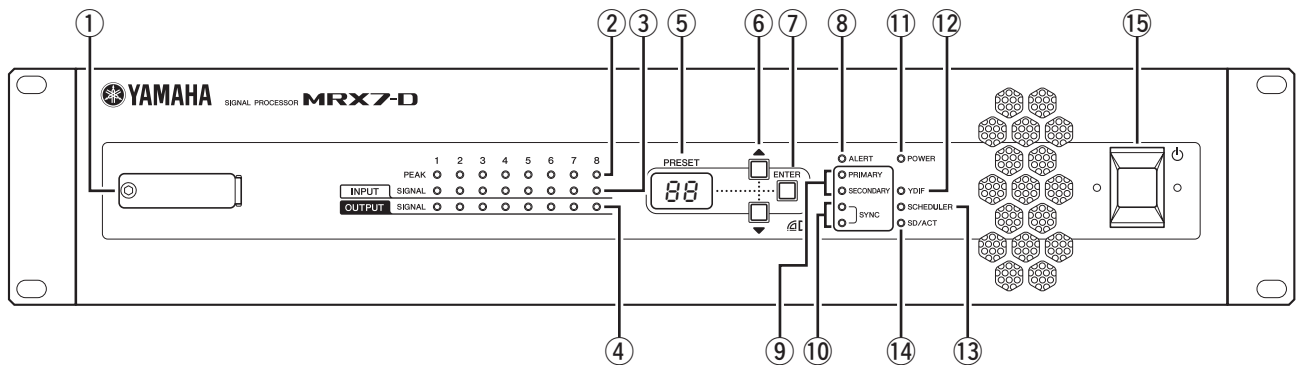 ① ② ③ ⑤ ⑥ ⑦ ⑧ ⑪ ⑫ ⑮
YAMAHA SIGNAL PROCESSOR MRX7-D
1 2 3 4 5 6 7 8
PEAK
INPUT SIGNAL
OUTPUT SIGNAL
PRESET
88
ENTER
ALERT
PRIMARY
SECONDARY
SYNC
POWER
YDIF
SCHEDULER
SD/ACT
④ ⑨ ⑩ ⑭ ⑬